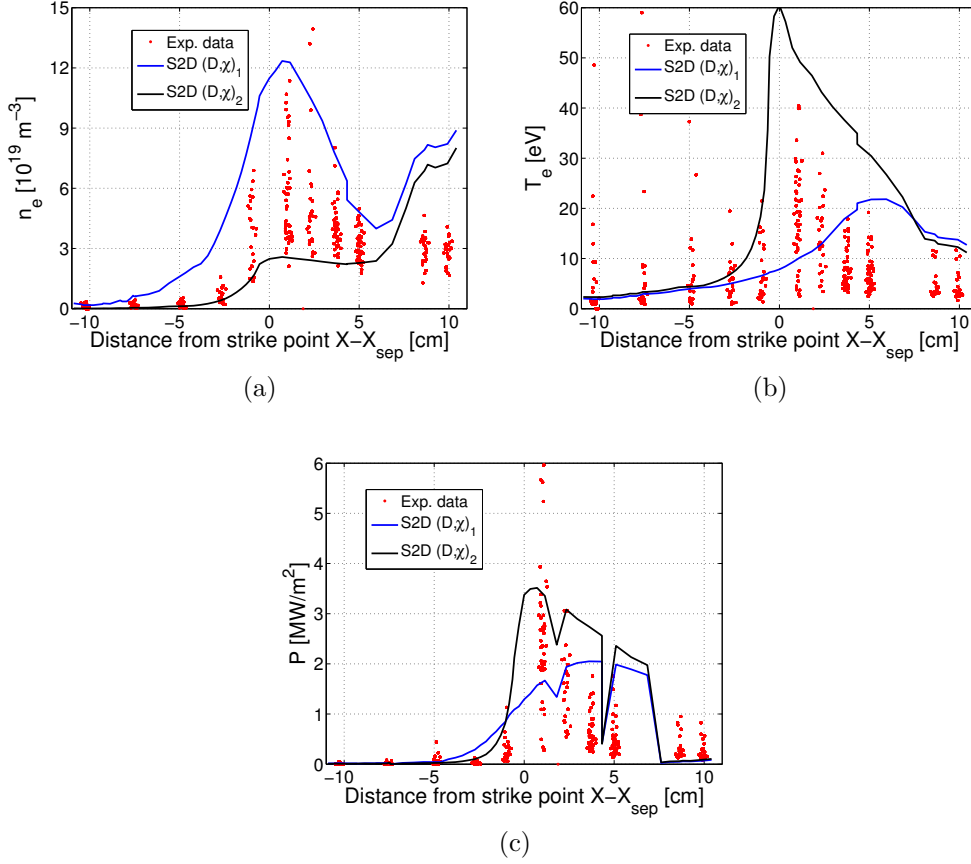 15
12
9
6
3
0
n_e [10^19 m^−3]
Exp. data
S2D (D,χ)_1
S2D (D,χ)_2
−10 −5 0 5 10
Distance from strike point X−X_sep [cm]
(a)
60
50
40
30
20
10
0
T_e [eV]
Exp. data
S2D (D,χ)_1
S2D (D,χ)_2
−10 −5 0 5 10
Distance from strike point X−X_sep [cm]
(b)
6
5
4
3
2
1
0
P [MW/m^2]
Exp. data
S2D (D,χ)_1
S2D (D,χ)_2
−10 −5 0 5 10
Distance from strike point X−X_sep [cm]
(c)